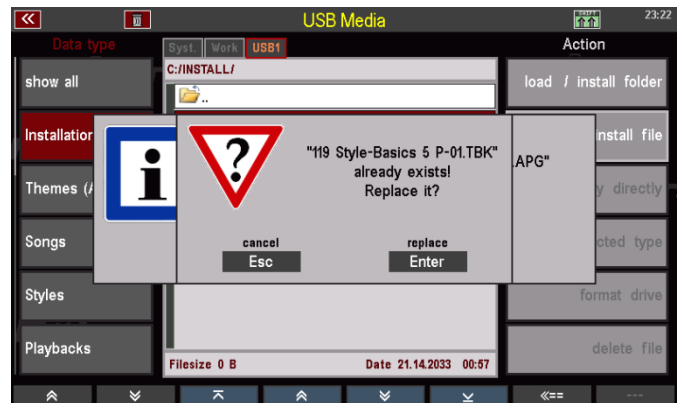 USB Media
23:22
Data type
Syst. Work USB1
Action
C:/INSTALL/
..
show all
load / install folder
Installation
install file
"119 Style-Basics 5 P-01.TBK"
already exists!
Replace it?
.APG"
Themes (A
directly
Songs
cancel
Esc
replace
Enter
type
Styles
format drive
Playbacks
delete file
Filesize 0 B
Date 21.14.2033 00:57
«==
---